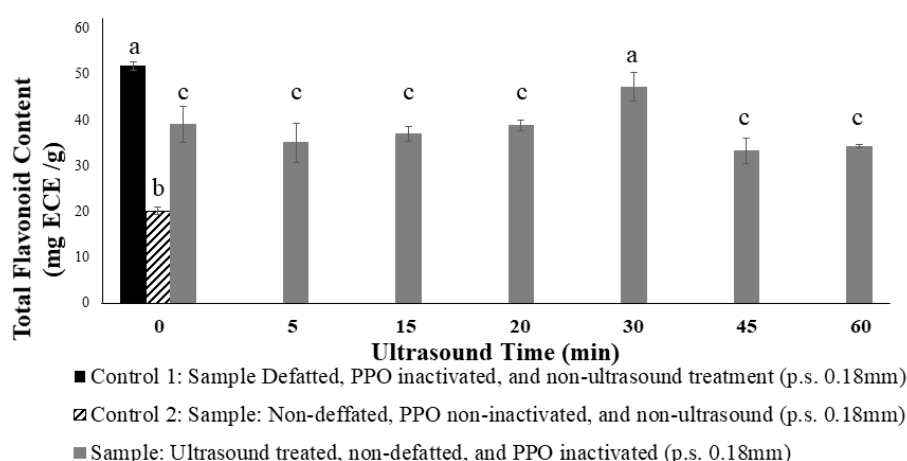 Total Flavonoid Content
(mg ECE /g)
60
50
40
30
20
10
0
a
b
c
c
c
c
a
c
c
0 5 15 20 30 45 60
Ultrasound Time (min)
Control 1: Sample Defatted, PPO inactivated, and non-ultrasound treatment (p.s. 0.18mm)
Control 2: Sample: Non-deffated, PPO non-inactivated, and non-ultrasound (p.s. 0.18mm)
Sample: Ultrasound treated, non-defatted, and PPO inactivated (p.s. 0.18mm)